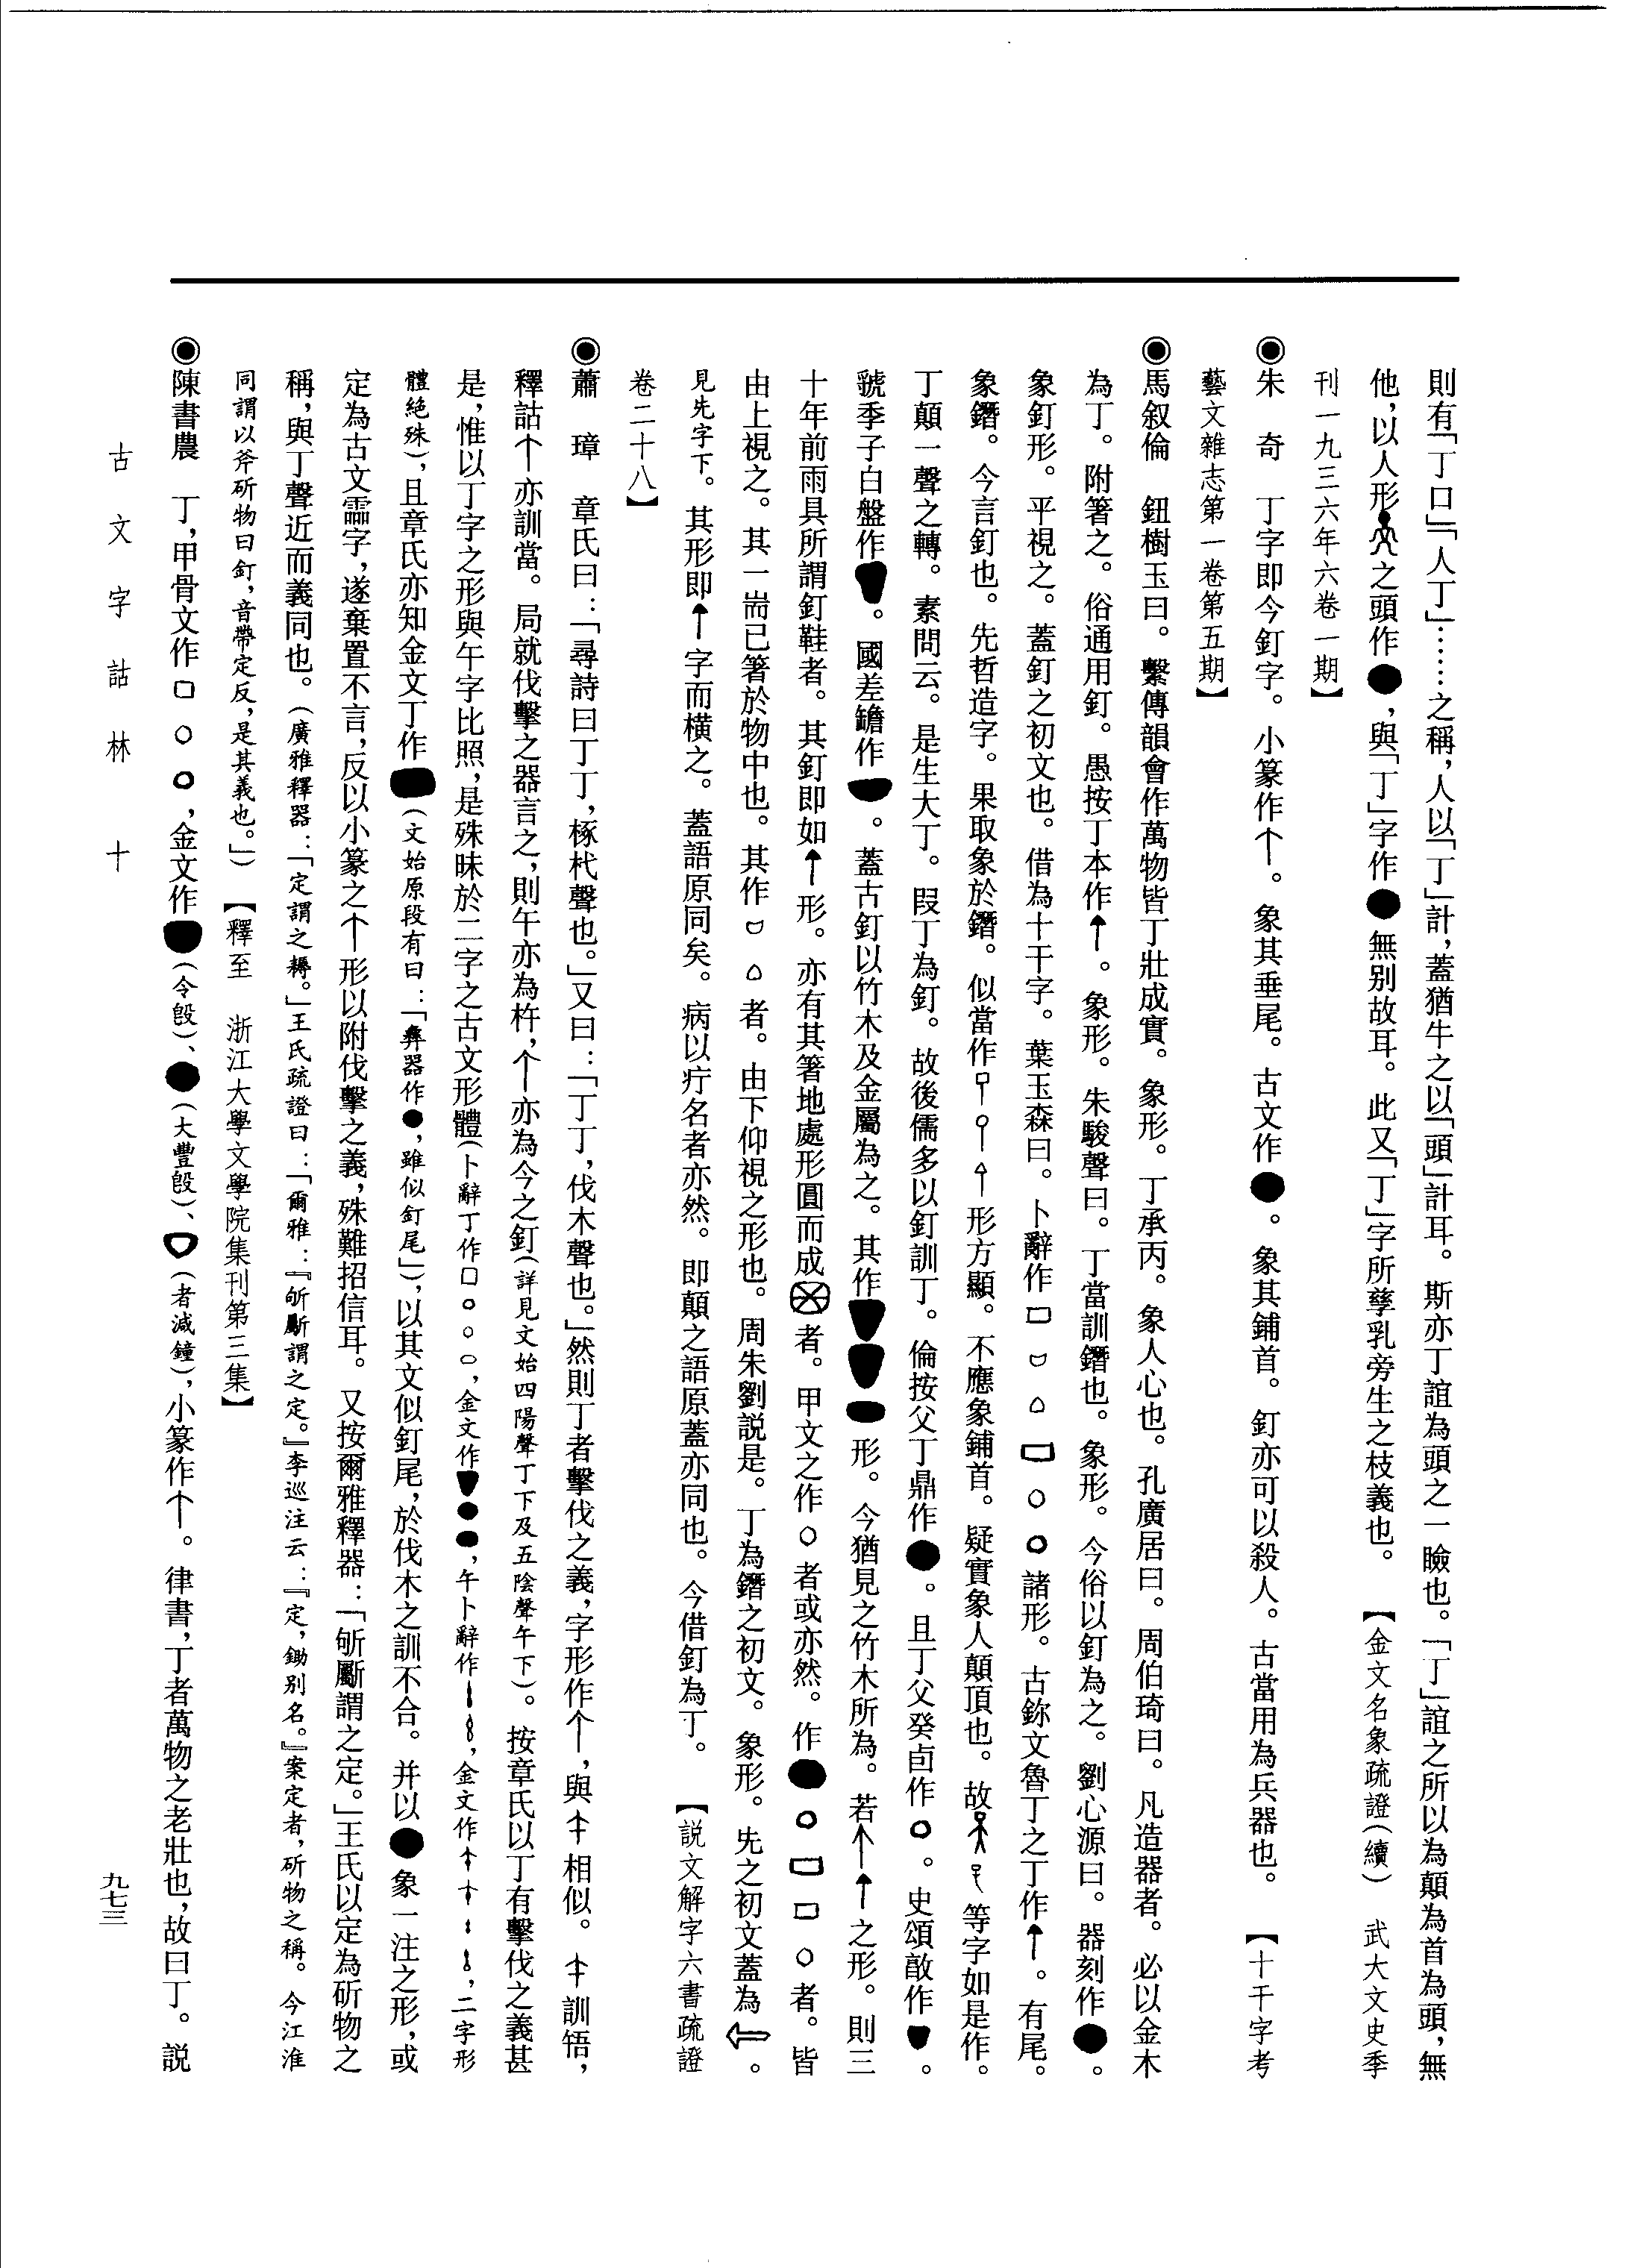 則有「丁口」「人丁」……之稱，人以「丁」計，蓋猶牛之以「頭」計耳。斯亦丁誼為頭之一驗也。「丁」誼之所以為顛為首為頭，無
他，以人形之頭作●，與「丁」字作●無別故耳。此又「丁」字所孳乳旁生之枝義也。【金文名象疏證（續）　武大文史季
刊一九三六年六卷一期】
◉朱　奇　丁字即今釘字。小篆作。象其垂尾。古文作●。象其鋪首。釘亦可以殺人。古當用為兵器也。【十干字考
藝文雜志第一卷第五期】
◉馬叙倫　鈕樹玉曰。繫傳韻會作萬物皆丁壯成實。象形。丁承丙。象人心也。孔廣居曰。周伯琦曰。凡造器者。必以金木
為丁。附箸之。俗通用釘。愚按丁本作。象形。朱駿聲曰。丁當訓鐕也。象形。今俗以釘為之。劉心源曰。器刻作●。
象釘形。平視之。蓋釘之初文也。借為十干字。葉玉森曰。卜辭作諸形。古鉨文魯丁之丁作。有尾。
象鐕。今言釘也。先哲造字。果取象於鐕。似當作形方顯。不應象鋪首。疑實象人顛頂也。故等字如是作。
丁顛一聲之轉。素問云。是生大丁。叚丁為釘。故後儒多以釘訓丁。倫按父丁鼎作●。且丁父癸卣作。史頌敢作。
虢季子白盤作。國差𦉜作。蓋古釘以竹木及金屬為之。其作形。今猶見之竹木所為。若之形。則三
十年前雨具所謂釘鞋者。其釘即如形。亦有其箸地處形圓而成者。甲文之作者或亦然。作者。皆
由上視之。其一耑已箸於物中也。其作者。由下仰視之形也。周朱劉説是。丁為鐕之初文。象形。先之初文蓋為。
見先字下。其形即字而橫之。蓋語原同矣。病以疔名者亦然。即顛之語原蓋亦同也。今借釘為丁。【説文解字六書疏證
卷二十八】
◉蕭　璋　章氏曰：「尋詩曰丁丁，椓杙聲也。」又曰：「丁丁，伐木聲也。」然則丁者擊伐之義，字形作，與相似。訓啎，
釋詁亦訓當。局就伐擊之器言之，則午亦為杵，亦為今之釘（詳見文始四陽聲丁下及五陰聲午下）。按章氏以丁有擊伐之義甚
是，惟以丁字之形與午字比照，是殊昧於二字之古文形體（卜辭丁作，金文作，午卜辭作，金文作，二字形
體絶殊），且章氏亦知金文丁作（文始原段有曰：「彝器作●，雖似釘尾」），以其文似釘尾，於伐木之訓不合。并以●象一注之形，或
定為古文霝字，遂棄置不言，反以小篆之形以附伐擊之義，殊難招信耳。又按爾雅釋器：「斫斸謂之定。」王氏以定為斫物之
稱，與丁聲近而義同也。（廣雅釋器：「定謂之耨。」王氏疏證曰：「爾雅：『斫斸謂之定。』李巡注云：『定，鋤别名。』案定者，斫物之稱。今江淮
同謂以斧斫物曰釘，音帶定反，是其義也。」）【釋至　浙江大學文學院集刊第三集】
◉陳書農　丁，甲骨文作，金文作（令𣪘）、●（大豐𣪘）、（者減鐘），小篆作。律書，丁者萬物之老壯也，故曰丁。説
古文字詁林　十
九七三